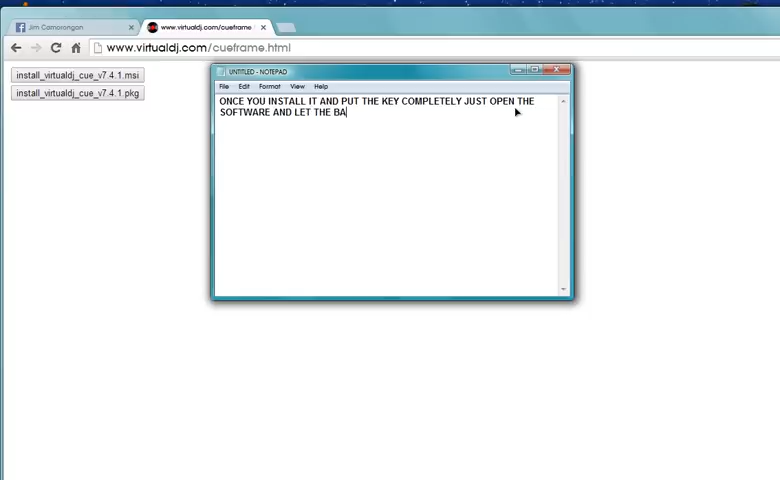 Jim Camorongan
www.virtualdj.com/cueframe
www.virtualdj.com/cueframe.html
install_virtualdj_cue_v7.4.1.msi
install_virtualdj_cue_v7.4.1.pkg
UNTITLED - NOTEPAD
File Edit Format View Help
ONCE YOU INSTALL IT AND PUT THE KEY COMPLETELY JUST OPEN THE
SOFTWARE AND LET THE BA